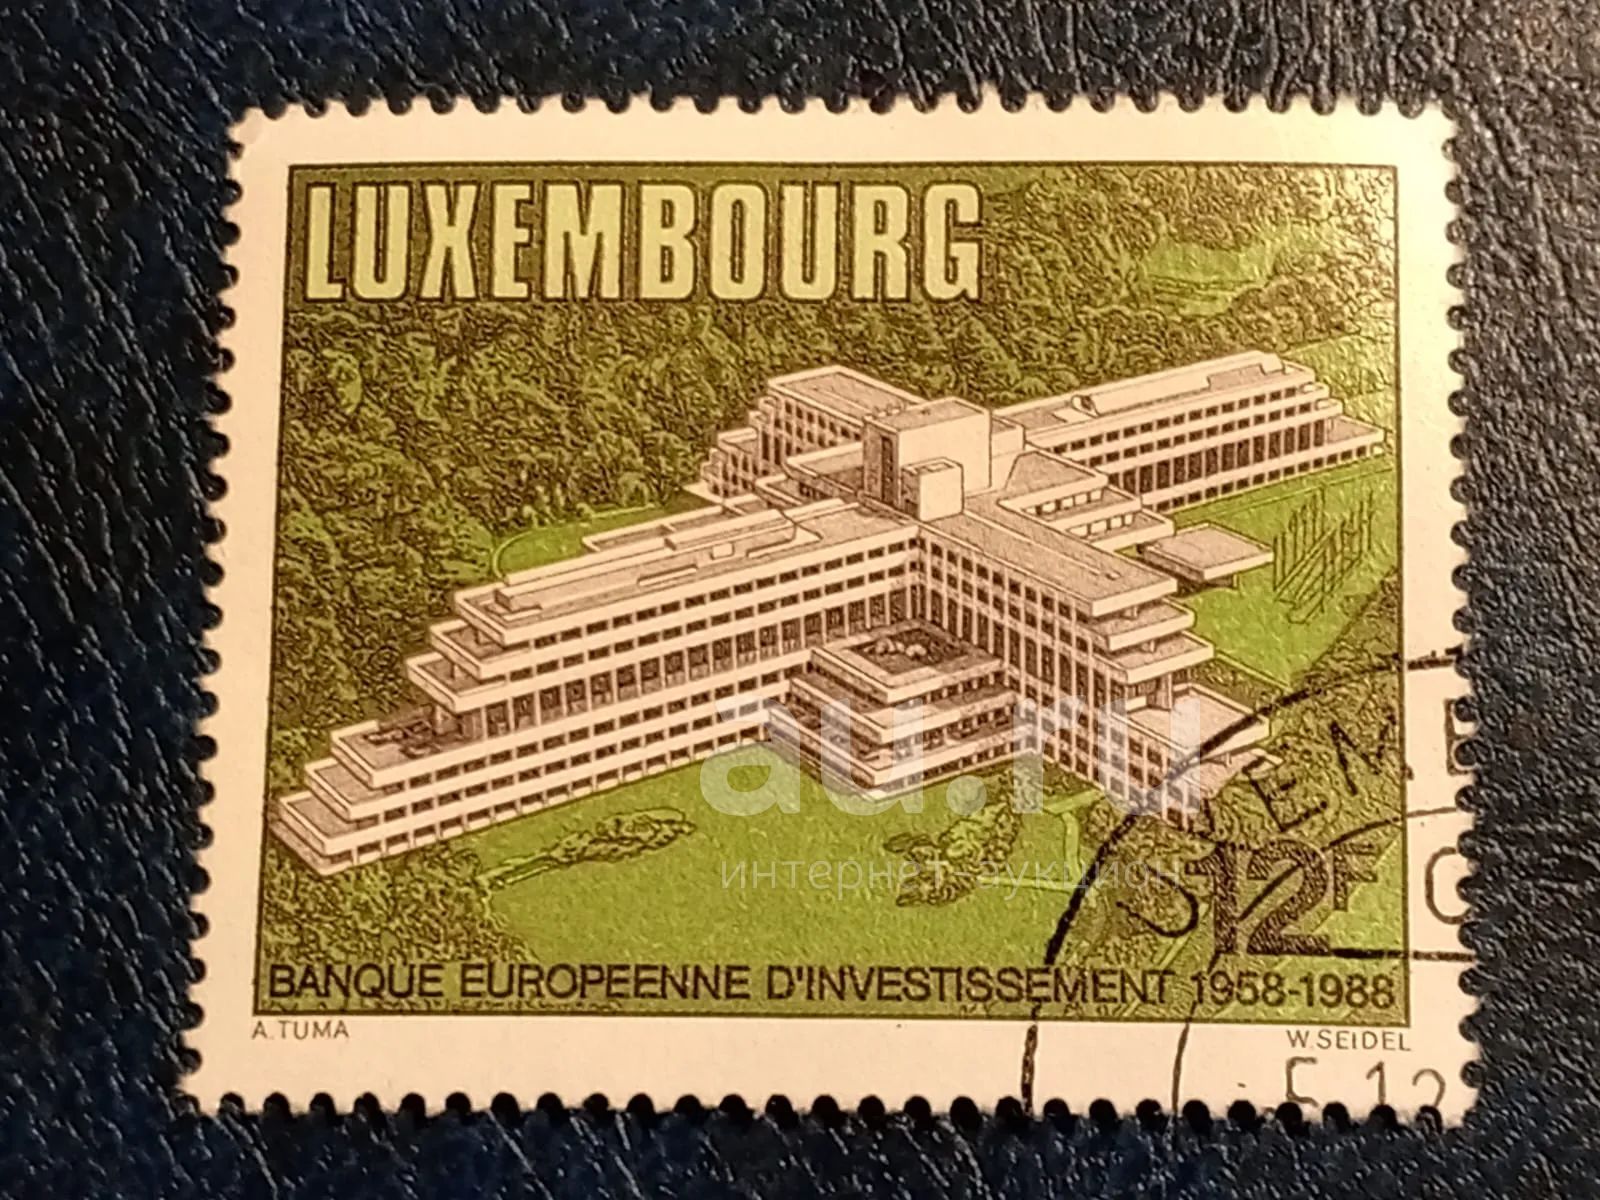 LUXEMBOURG
au.ru
интернет-аукцион
12F
BANQUE EUROPEENNE D'INVESTISSEMENT 1958-1988
A.TUMA
W.SEIDEL